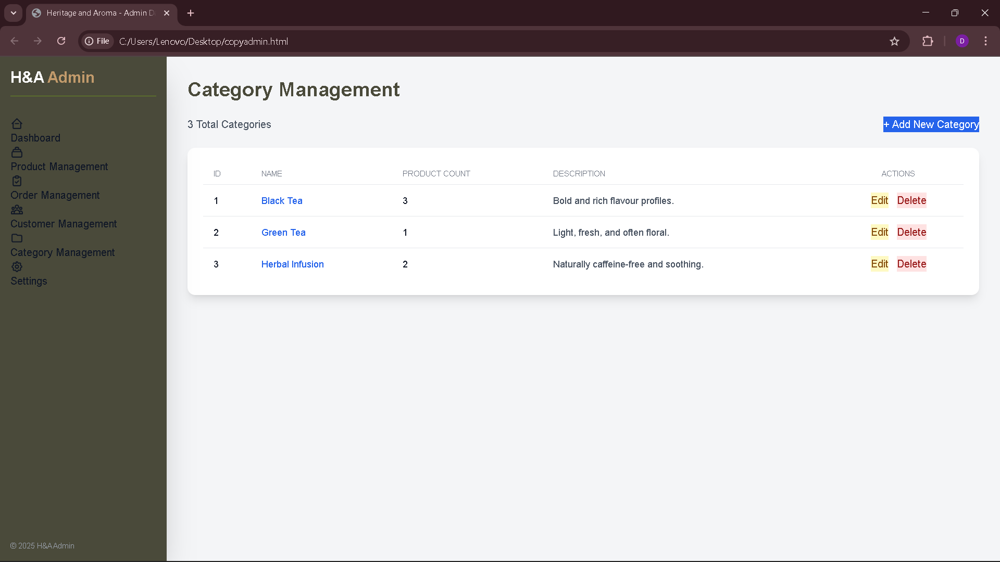 Heritage and Aroma - Admin D
File
C:/Users/Lenovo/Desktop/copyadmin.html
D
H&A Admin
Dashboard
Product Management
Order Management
Customer Management
Category Management
Settings
© 2025 H&A Admin
Category Management
3 Total Categories
+ Add New Category
ID NAME PRODUCT COUNT DESCRIPTION ACTIONS
1 Black Tea 3 Bold and rich flavour profiles. Edit Delete
2 Green Tea 1 Light, fresh, and often floral. Edit Delete
3 Herbal Infusion 2 Naturally caffeine-free and soothing. Edit Delete